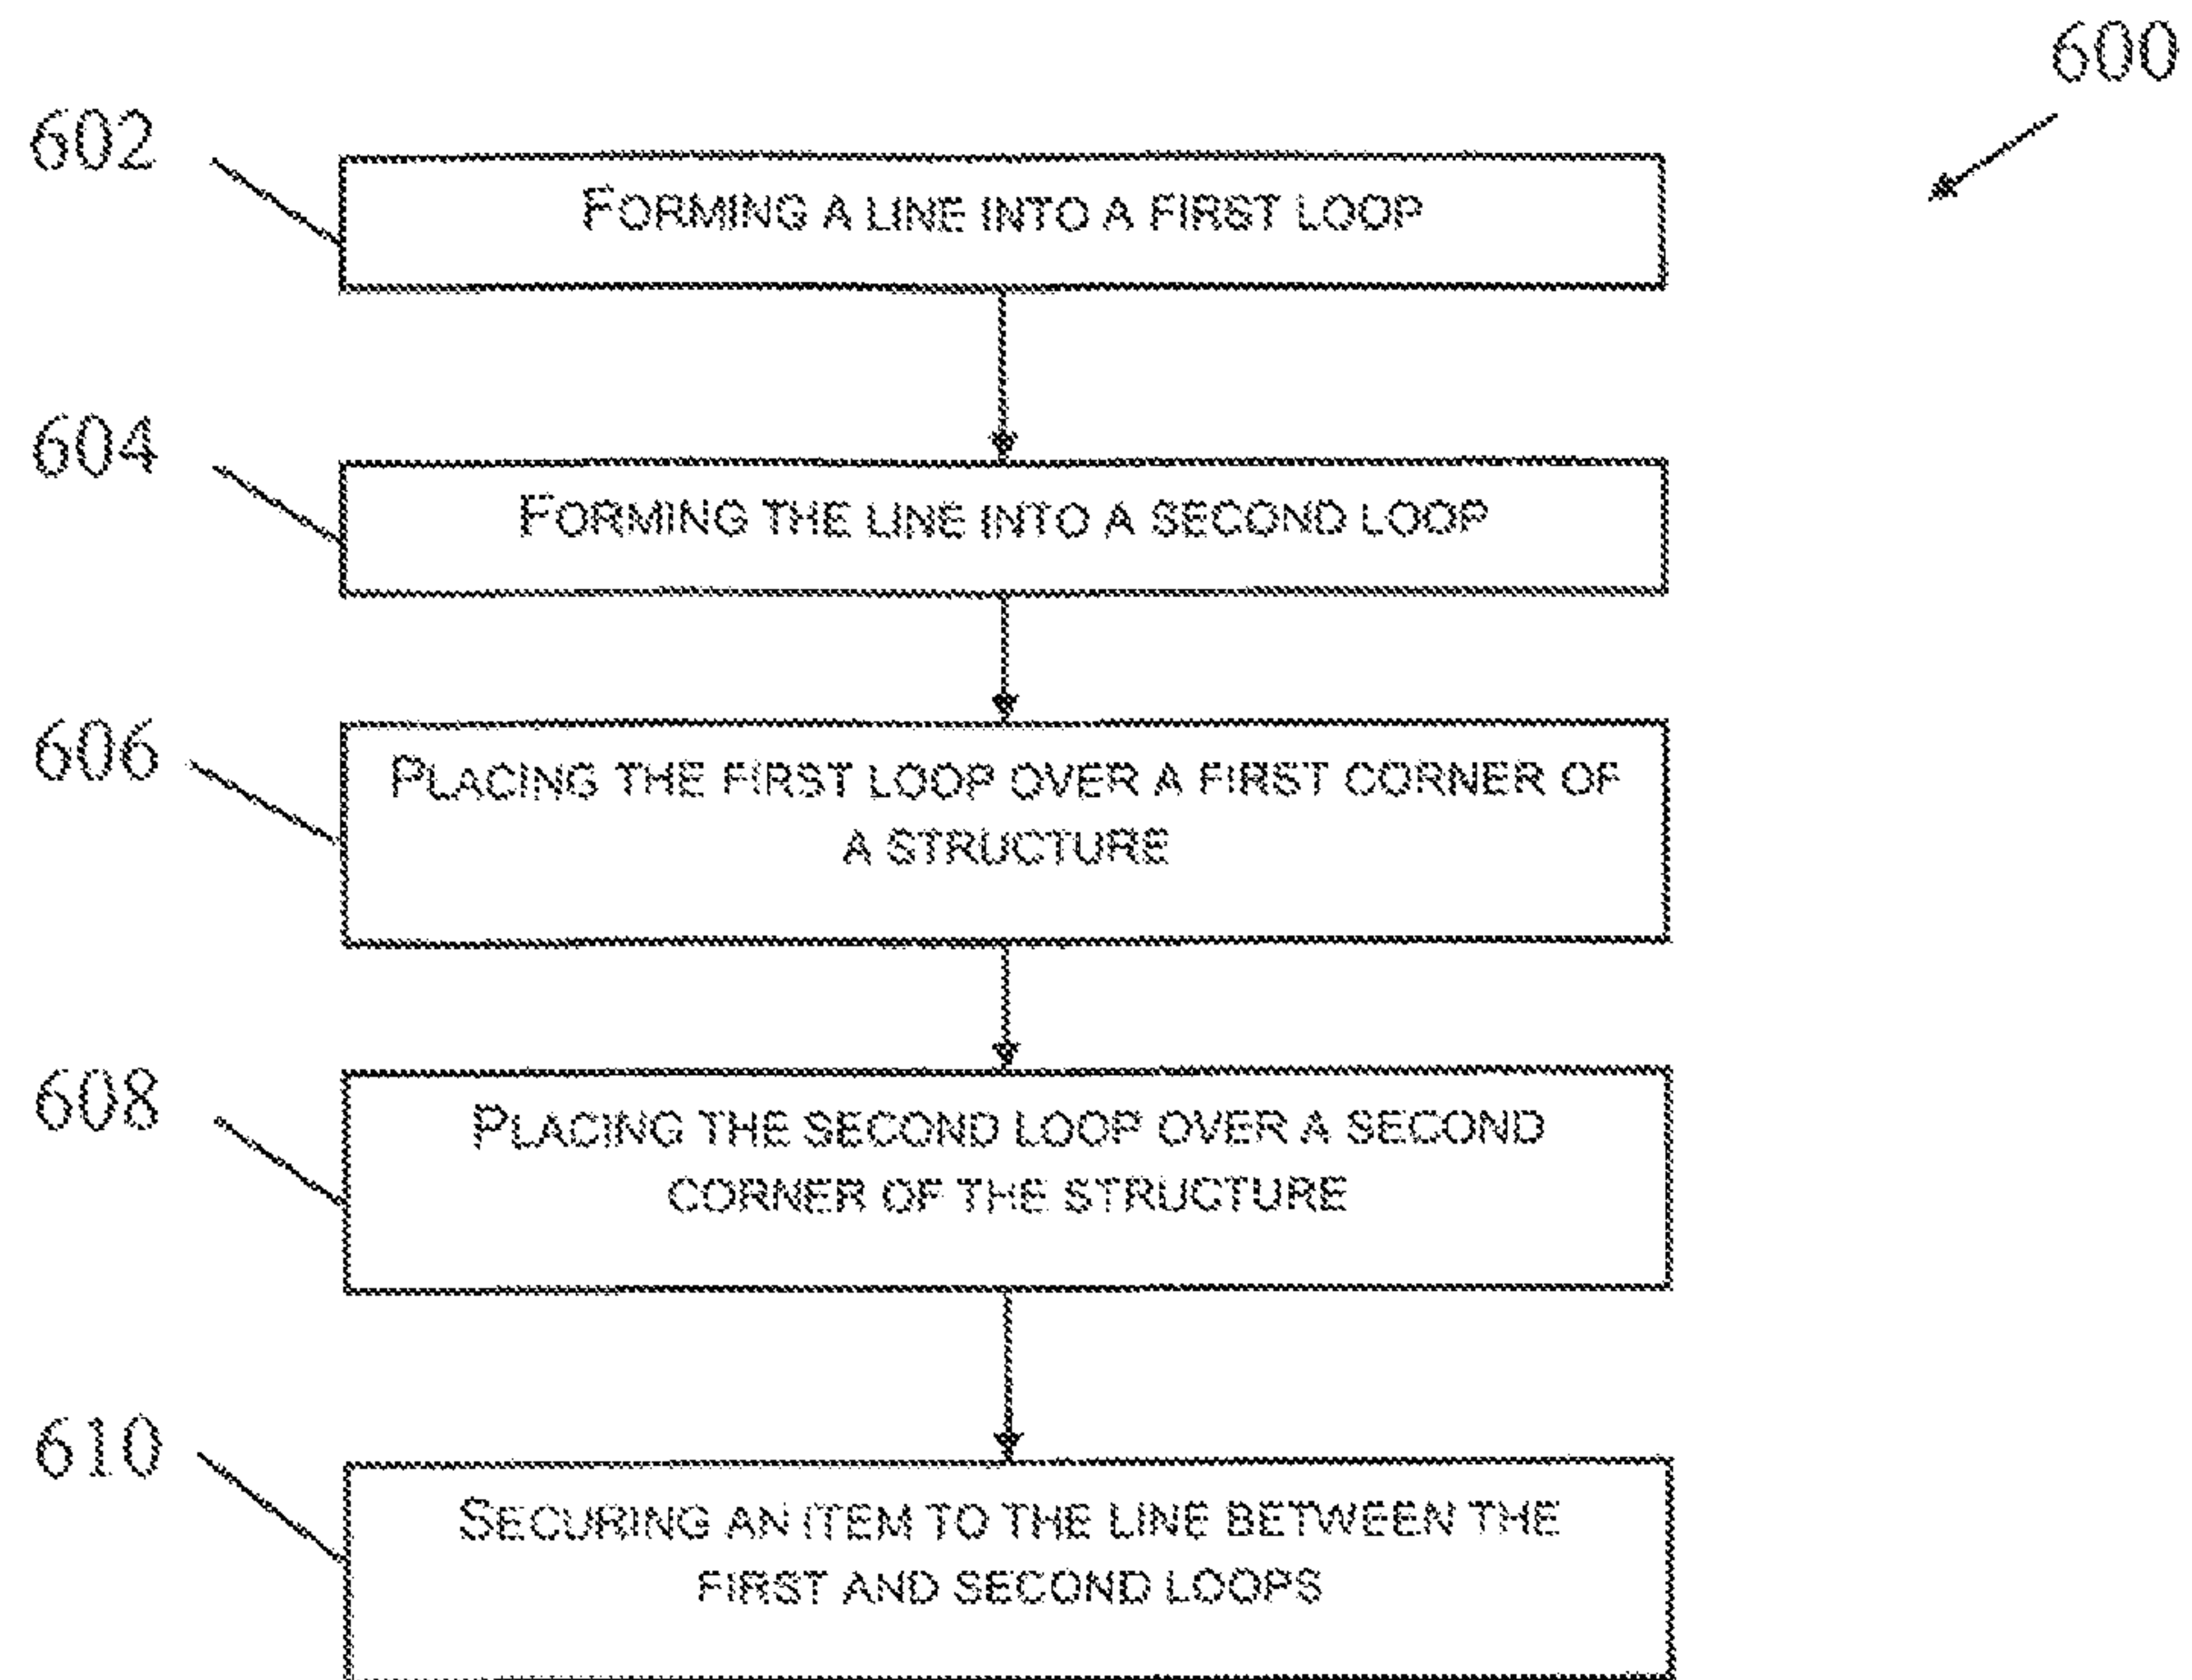 600
602
FORMING A LINE INTO A FIRST LOOP
604
FORMING THE LINE INTO A SECOND LOOP
606
PLACING THE FIRST LOOP OVER A FIRST CORNER OF
A STRUCTURE
608
PLACING THE SECOND LOOP OVER A SECOND
CORNER OF THE STRUCTURE
610
SECURING AN ITEM TO THE LINE BETWEEN THE
FIRST AND SECOND LOOPS